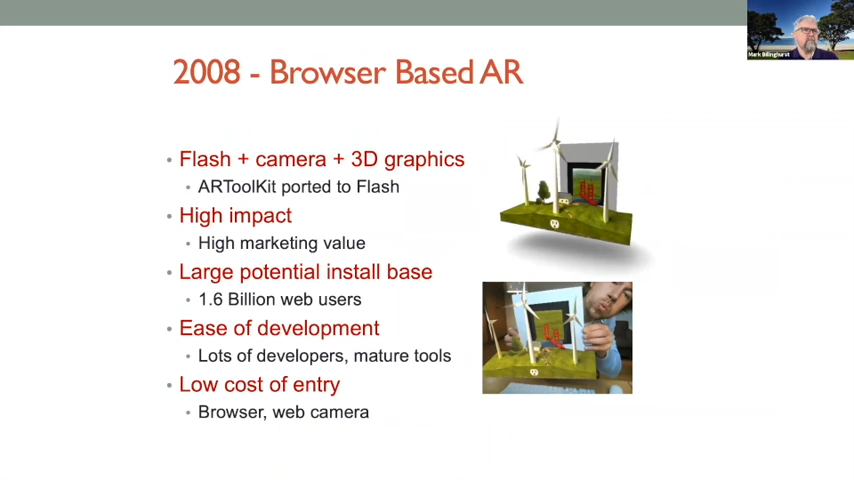 Mark Billinghurst
2008 - Browser Based AR
• Flash + camera + 3D graphics
• ARToolKit ported to Flash
• High impact
• High marketing value
• Large potential install base
• 1.6 Billion web users
• Ease of development
• Lots of developers, mature tools
• Low cost of entry
• Browser, web camera